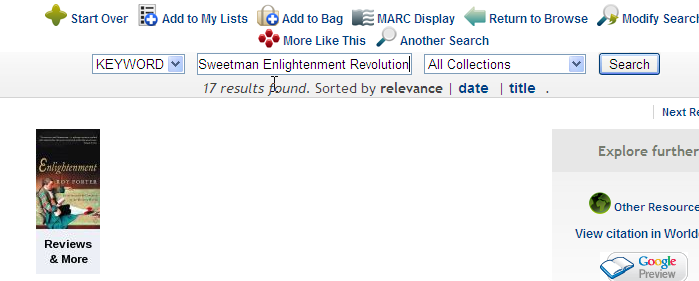 Start Over Add to My Lists Add to Bag MARC Display Return to Browse Modify Search
More Like This Another Search
KEYWORD Sweetman Enlightenment Revolution All Collections Search
17 results found. Sorted by relevance | date | title .
Next Re
Enlightenment
ROY PORTER
Explore further
Other Resource
Reviews
& More
View citation in World
Google
Preview